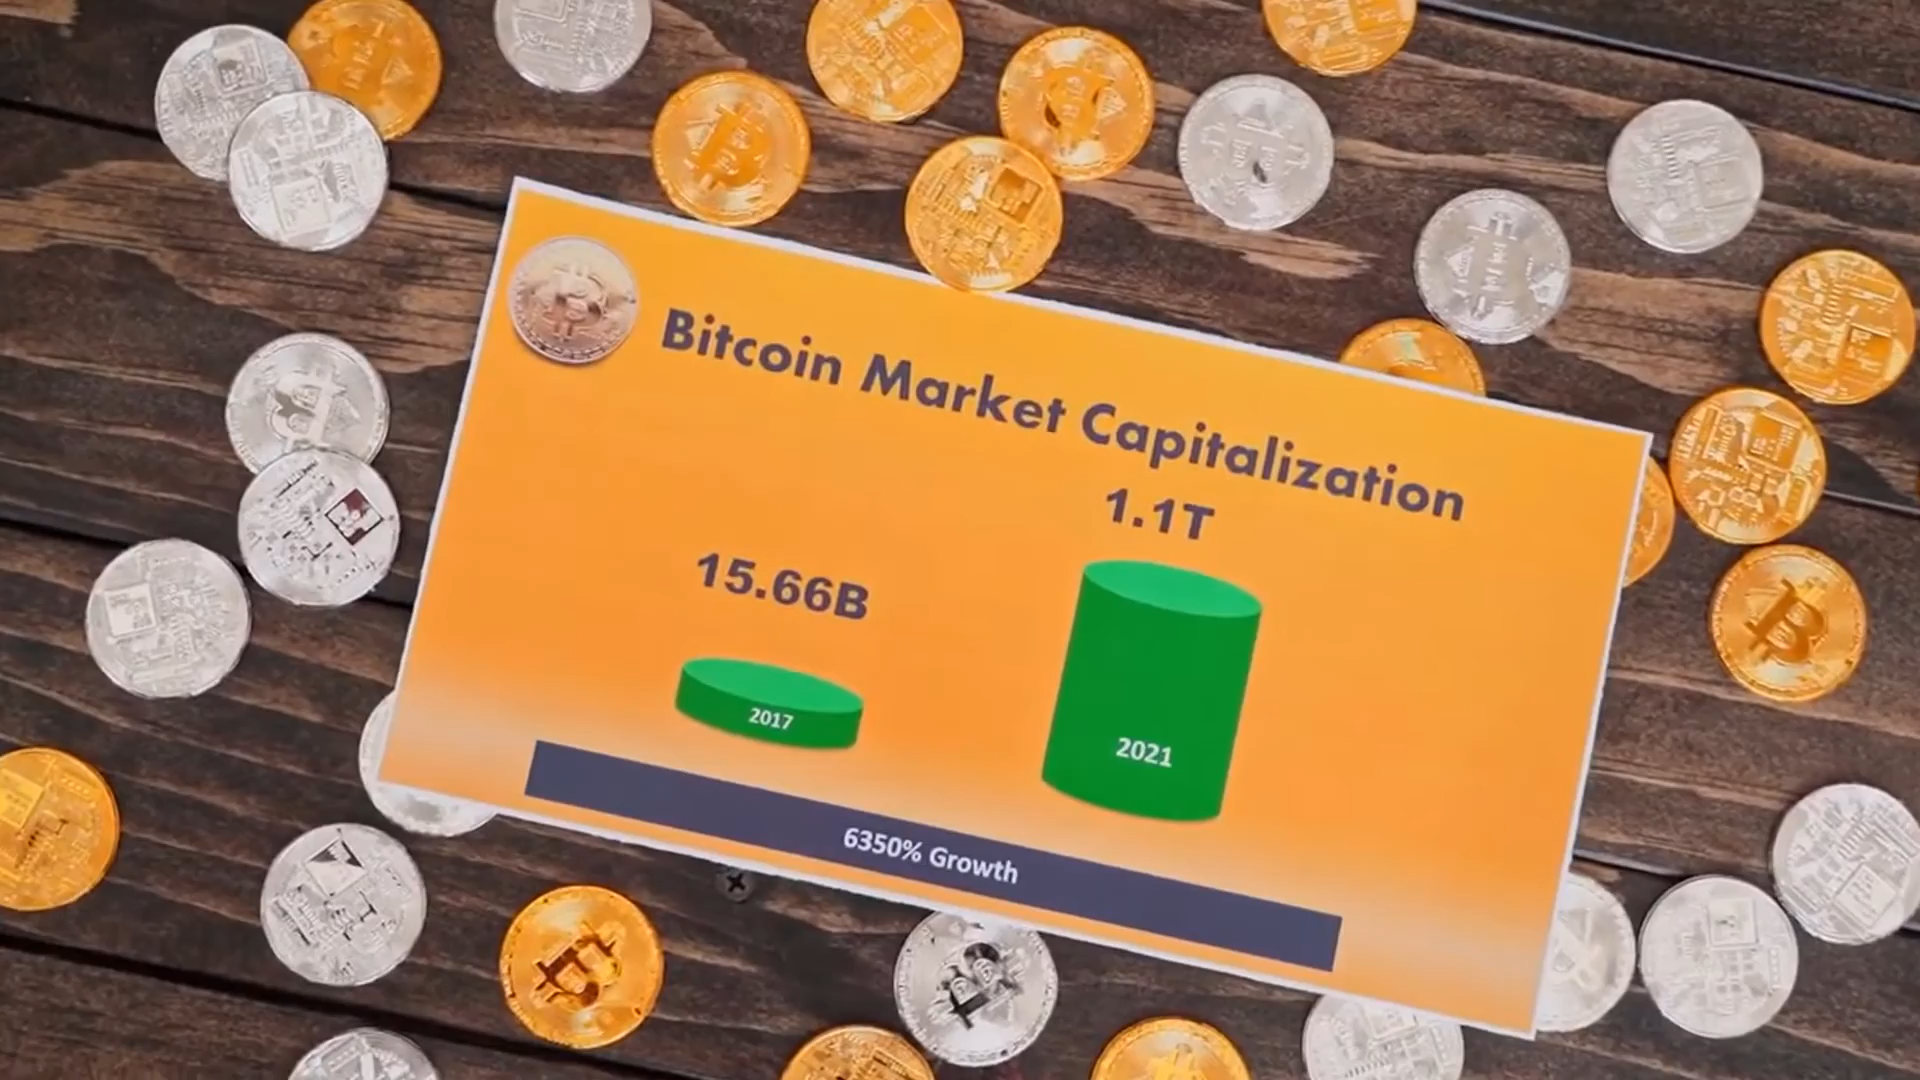 Bitcoin Market Capitalization
1.1T
15.66B
2017
2021
6350% Growth